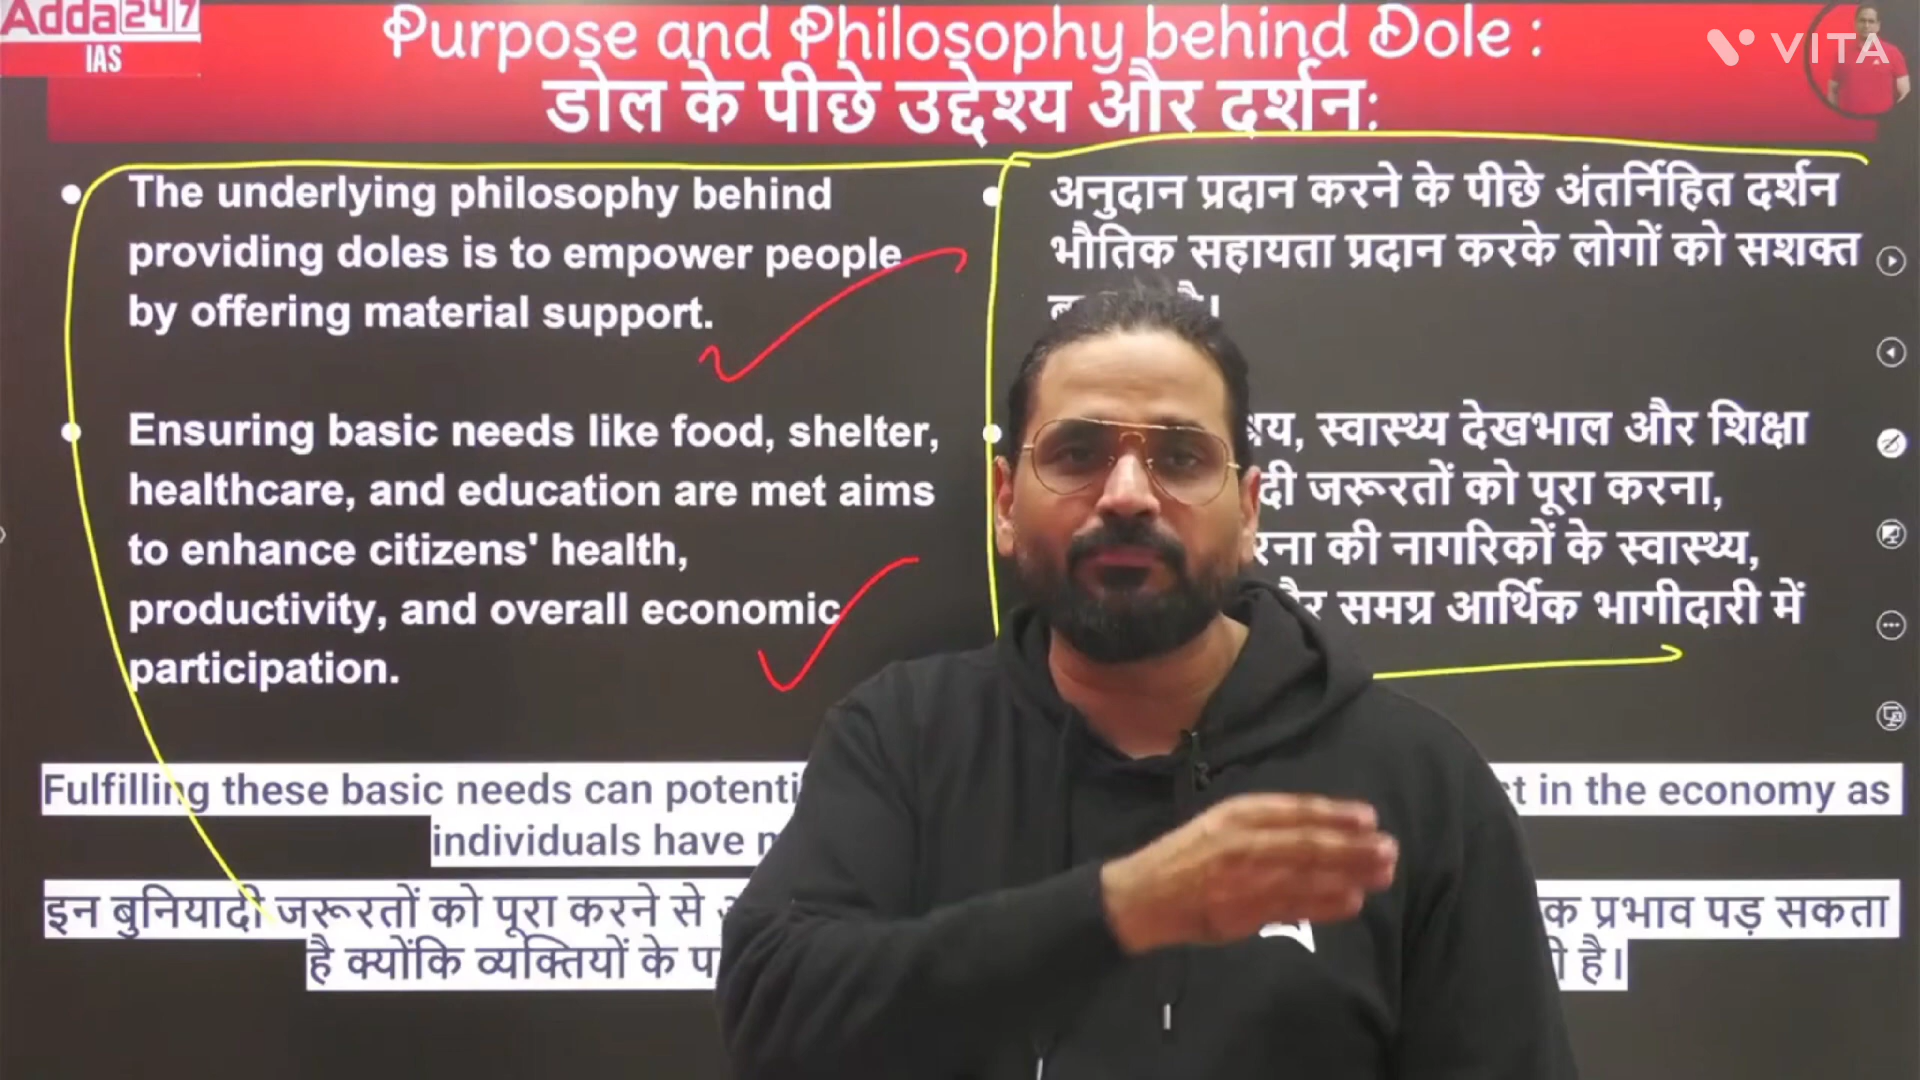 Adda247
IAS
Purpose and Philosophy behind Dole :
VITA
डोल के पीछे उद्देश्य और दर्शन:
The underlying philosophy behind
providing doles is to empower people
by offering material support.
Ensuring basic needs like food, shelter,
healthcare, and education are met aims
to enhance citizens' health,
productivity, and overall economic
participation.
अनुदान प्रदान करने के पीछे अंतर्निहित दर्शन
भौतिक सहायता प्रदान करके लोगों को सशक्त
है।
स्वास्थ्य देखभाल और शिक्षा
जरूरतों को पूरा करना,
की नागरिकों के स्वास्थ्य,
समग्र आर्थिक भागीदारी में
Fulfilling these basic needs can in the economy as
individuals have
इन बुनियादी जरूरतों को पूरा करने से प्रभाव पड़ सकता
है क्योंकि व्यक्तियों के है।